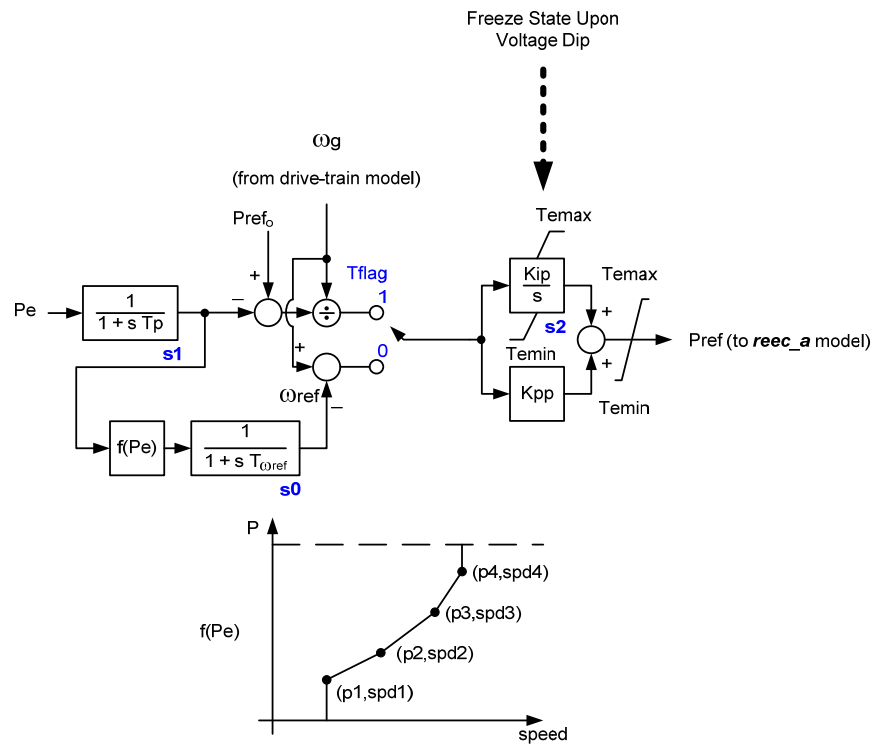 Freeze State Upon
Voltage Dip
ωg
(from drive-train model)
Prefo
Temax
Tflag
1
+
Kip
s
Temax
Pe
1
1 + s Tp
–
÷
s1
+
s2
+
Pref (to reec_a model)
0
Temin
+
ωref
–
Kpp
Temin
f(Pe)
1
1 + s Tωref
s0
P
(p4,spd4)
(p3,spd3)
f(Pe)
(p2,spd2)
(p1,spd1)
speed